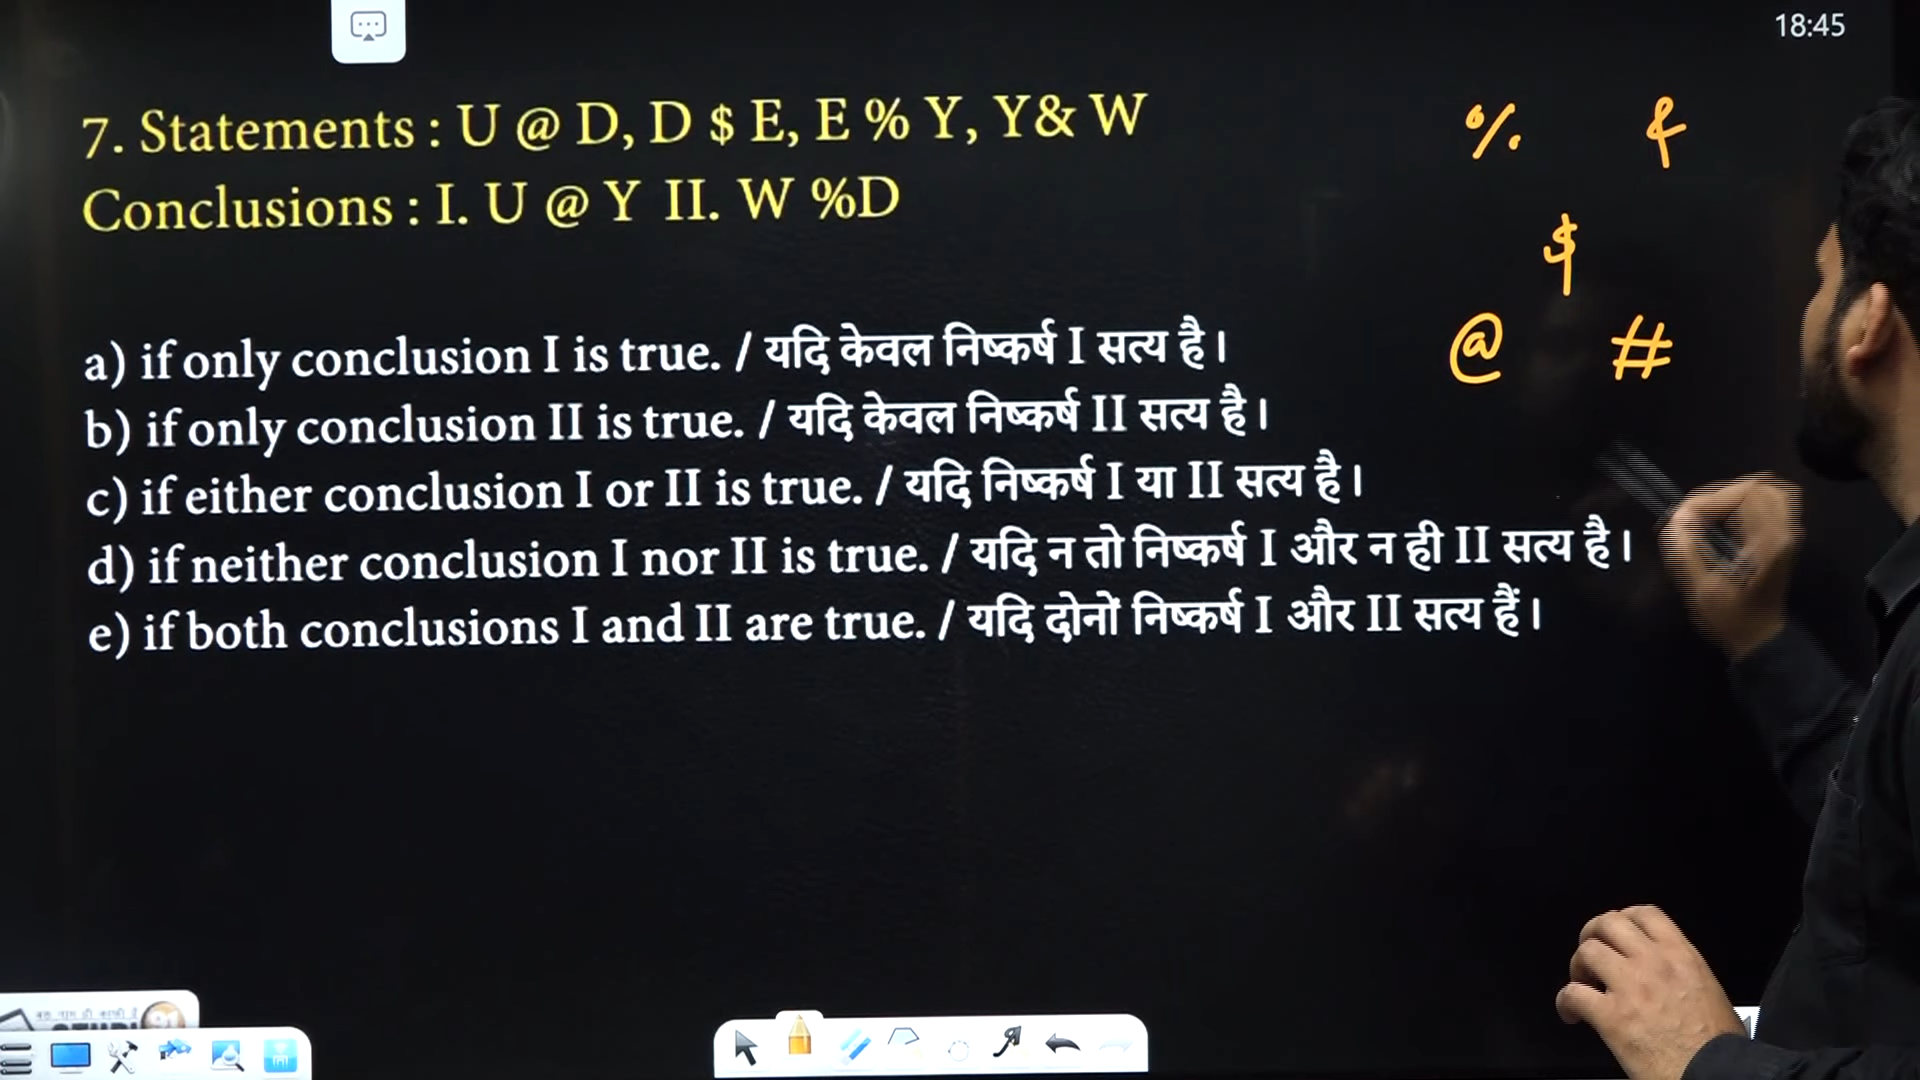 18:45
7. Statements : U @ D, D $ E, E % Y, Y& W
Conclusions : I. U @ Y II. W %D
% &
$
@ #
a) if only conclusion I is true. / यदि केवल निष्कर्ष I सत्य है।
b) if only conclusion II is true. / यदि केवल निष्कर्ष II सत्य है।
c) if either conclusion I or II is true. / यदि निष्कर्ष I या II सत्य है।
d) if neither conclusion I nor II is true. / यदि न तो निष्कर्ष I और न ही II सत्य है।
e) if both conclusions I and II are true. / यदि दोनों निष्कर्ष I और II सत्य हैं।